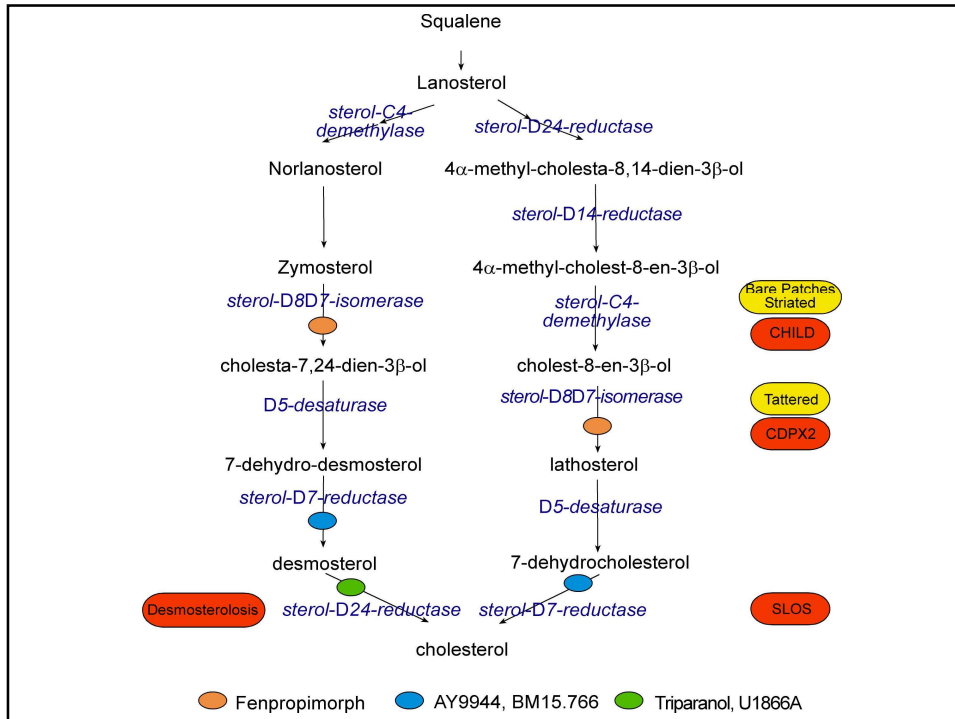 Squalene
Lanosterol
sterol-C4-
demethylase
sterol-D24-reductase
Norlanosterol
4α-methyl-cholesta-8,14-dien-3β-ol
sterol-D14-reductase
Zymosterol
4α-methyl-cholest-8-en-3β-ol
sterol-D8D7-isomerase
sterol-C4-
demethylase
Bare Patches
Striated
CHILD
cholesta-7,24-dien-3β-ol
cholest-8-en-3β-ol
D5-desaturase
sterol-D8D7-isomerase
Tattered
CDPX2
7-dehydro-desmosterol
lathosterol
sterol-D7-reductase
D5-desaturase
desmosterol
7-dehydrocholesterol
Desmosterolosis
sterol-D24-reductase
sterol-D7-reductase
SLOS
cholesterol
Fenpropimorph
AY9944, BM15.766
Triparanol, U1866A